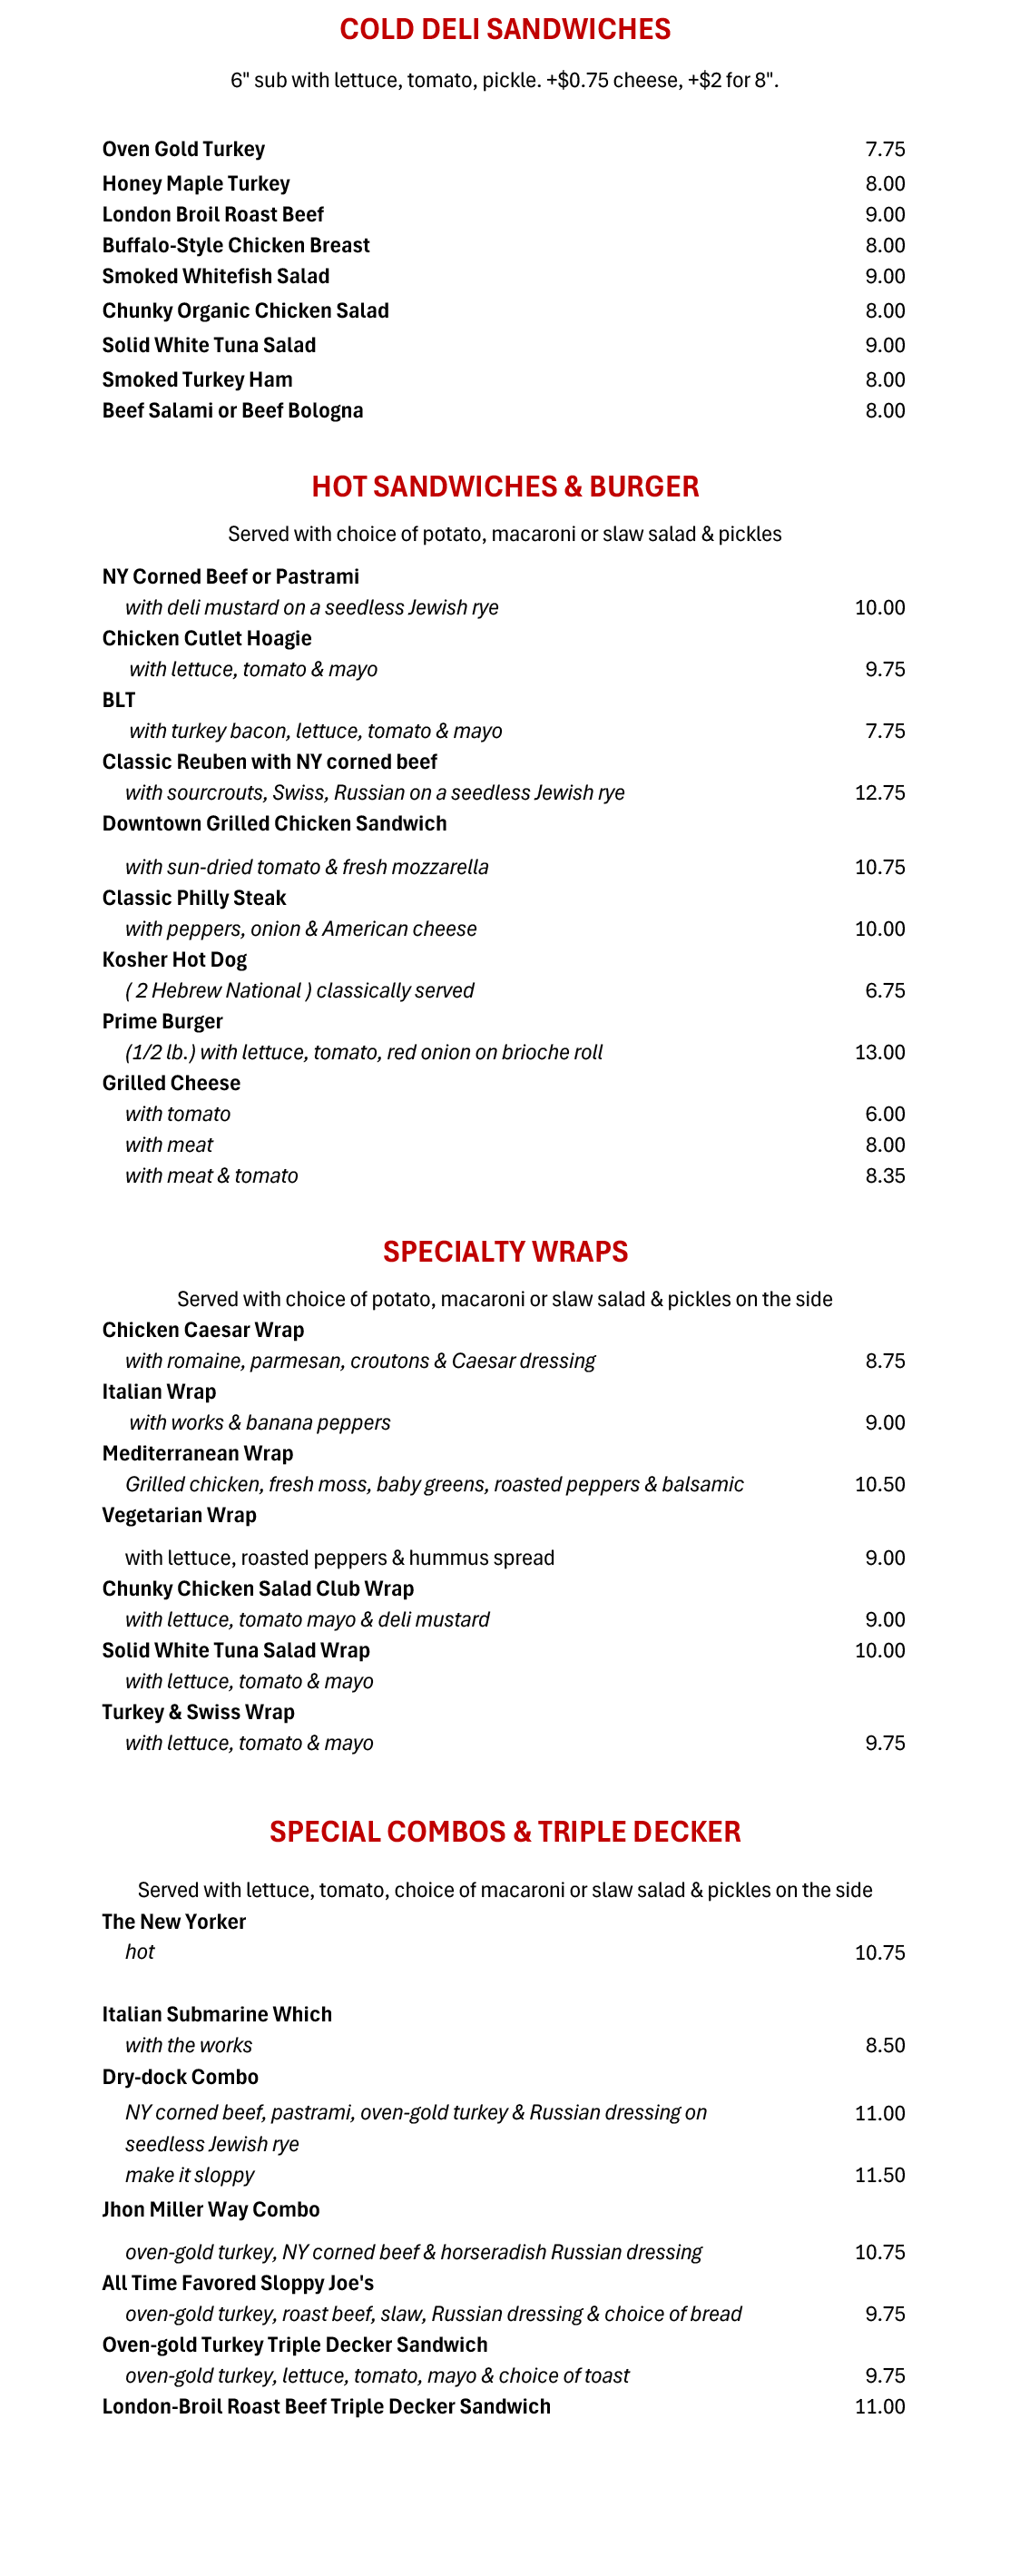 COLD DELI SANDWICHES
6" sub with lettuce, tomato, pickle. +$0.75 cheese, +$2 for 8".
Oven Gold Turkey 7.75
Honey Maple Turkey 8.00
London Broil Roast Beef 9.00
Buffalo-Style Chicken Breast 8.00
Smoked Whitefish Salad 9.00
Chunky Organic Chicken Salad 8.00
Solid White Tuna Salad 9.00
Smoked Turkey Ham 8.00
Beef Salami or Beef Bologna 8.00
HOT SANDWICHES & BURGER
Served with choice of potato, macaroni or slaw salad & pickles
NY Corned Beef or Pastrami
with deli mustard on a seedless Jewish rye 10.00
Chicken Cutlet Hoagie
with lettuce, tomato & mayo 9.75
BLT
with turkey bacon, lettuce, tomato & mayo 7.75
Classic Reuben with NY corned beef
with sourcrouts, Swiss, Russian on a seedless Jewish rye 12.75
Downtown Grilled Chicken Sandwich
with sun-dried tomato & fresh mozzarella 10.75
Classic Philly Steak
with peppers, onion & American cheese 10.00
Kosher Hot Dog
( 2 Hebrew National ) classically served 6.75
Prime Burger
(1/2 lb.) with lettuce, tomato, red onion on brioche roll 13.00
Grilled Cheese
with tomato 6.00
with meat 8.00
with meat & tomato 8.35
SPECIALTY WRAPS
Served with choice of potato, macaroni or slaw salad & pickles on the side
Chicken Caesar Wrap
with romaine, parmesan, croutons & Caesar dressing 8.75
Italian Wrap
with works & banana peppers 9.00
Mediterranean Wrap
Grilled chicken, fresh moss, baby greens, roasted peppers & balsamic 10.50
Vegetarian Wrap
with lettuce, roasted peppers & hummus spread 9.00
Chunky Chicken Salad Club Wrap
with lettuce, tomato mayo & deli mustard 9.00
Solid White Tuna Salad Wrap 10.00
with lettuce, tomato & mayo
Turkey & Swiss Wrap
with lettuce, tomato & mayo 9.75
SPECIAL COMBOS & TRIPLE DECKER
Served with lettuce, tomato, choice of macaroni or slaw salad & pickles on the side
The New Yorker
hot 10.75
Italian Submarine Which
with the works 8.50
Dry-dock Combo
NY corned beef, pastrami, oven-gold turkey & Russian dressing on 11.00
seedless Jewish rye
make it sloppy 11.50
Jhon Miller Way Combo
oven-gold turkey, NY corned beef & horseradish Russian dressing 10.75
All Time Favored Sloppy Joe's
oven-gold turkey, roast beef, slaw, Russian dressing & choice of bread 9.75
Oven-gold Turkey Triple Decker Sandwich
oven-gold turkey, lettuce, tomato, mayo & choice of toast 9.75
London-Broil Roast Beef Triple Decker Sandwich 11.00